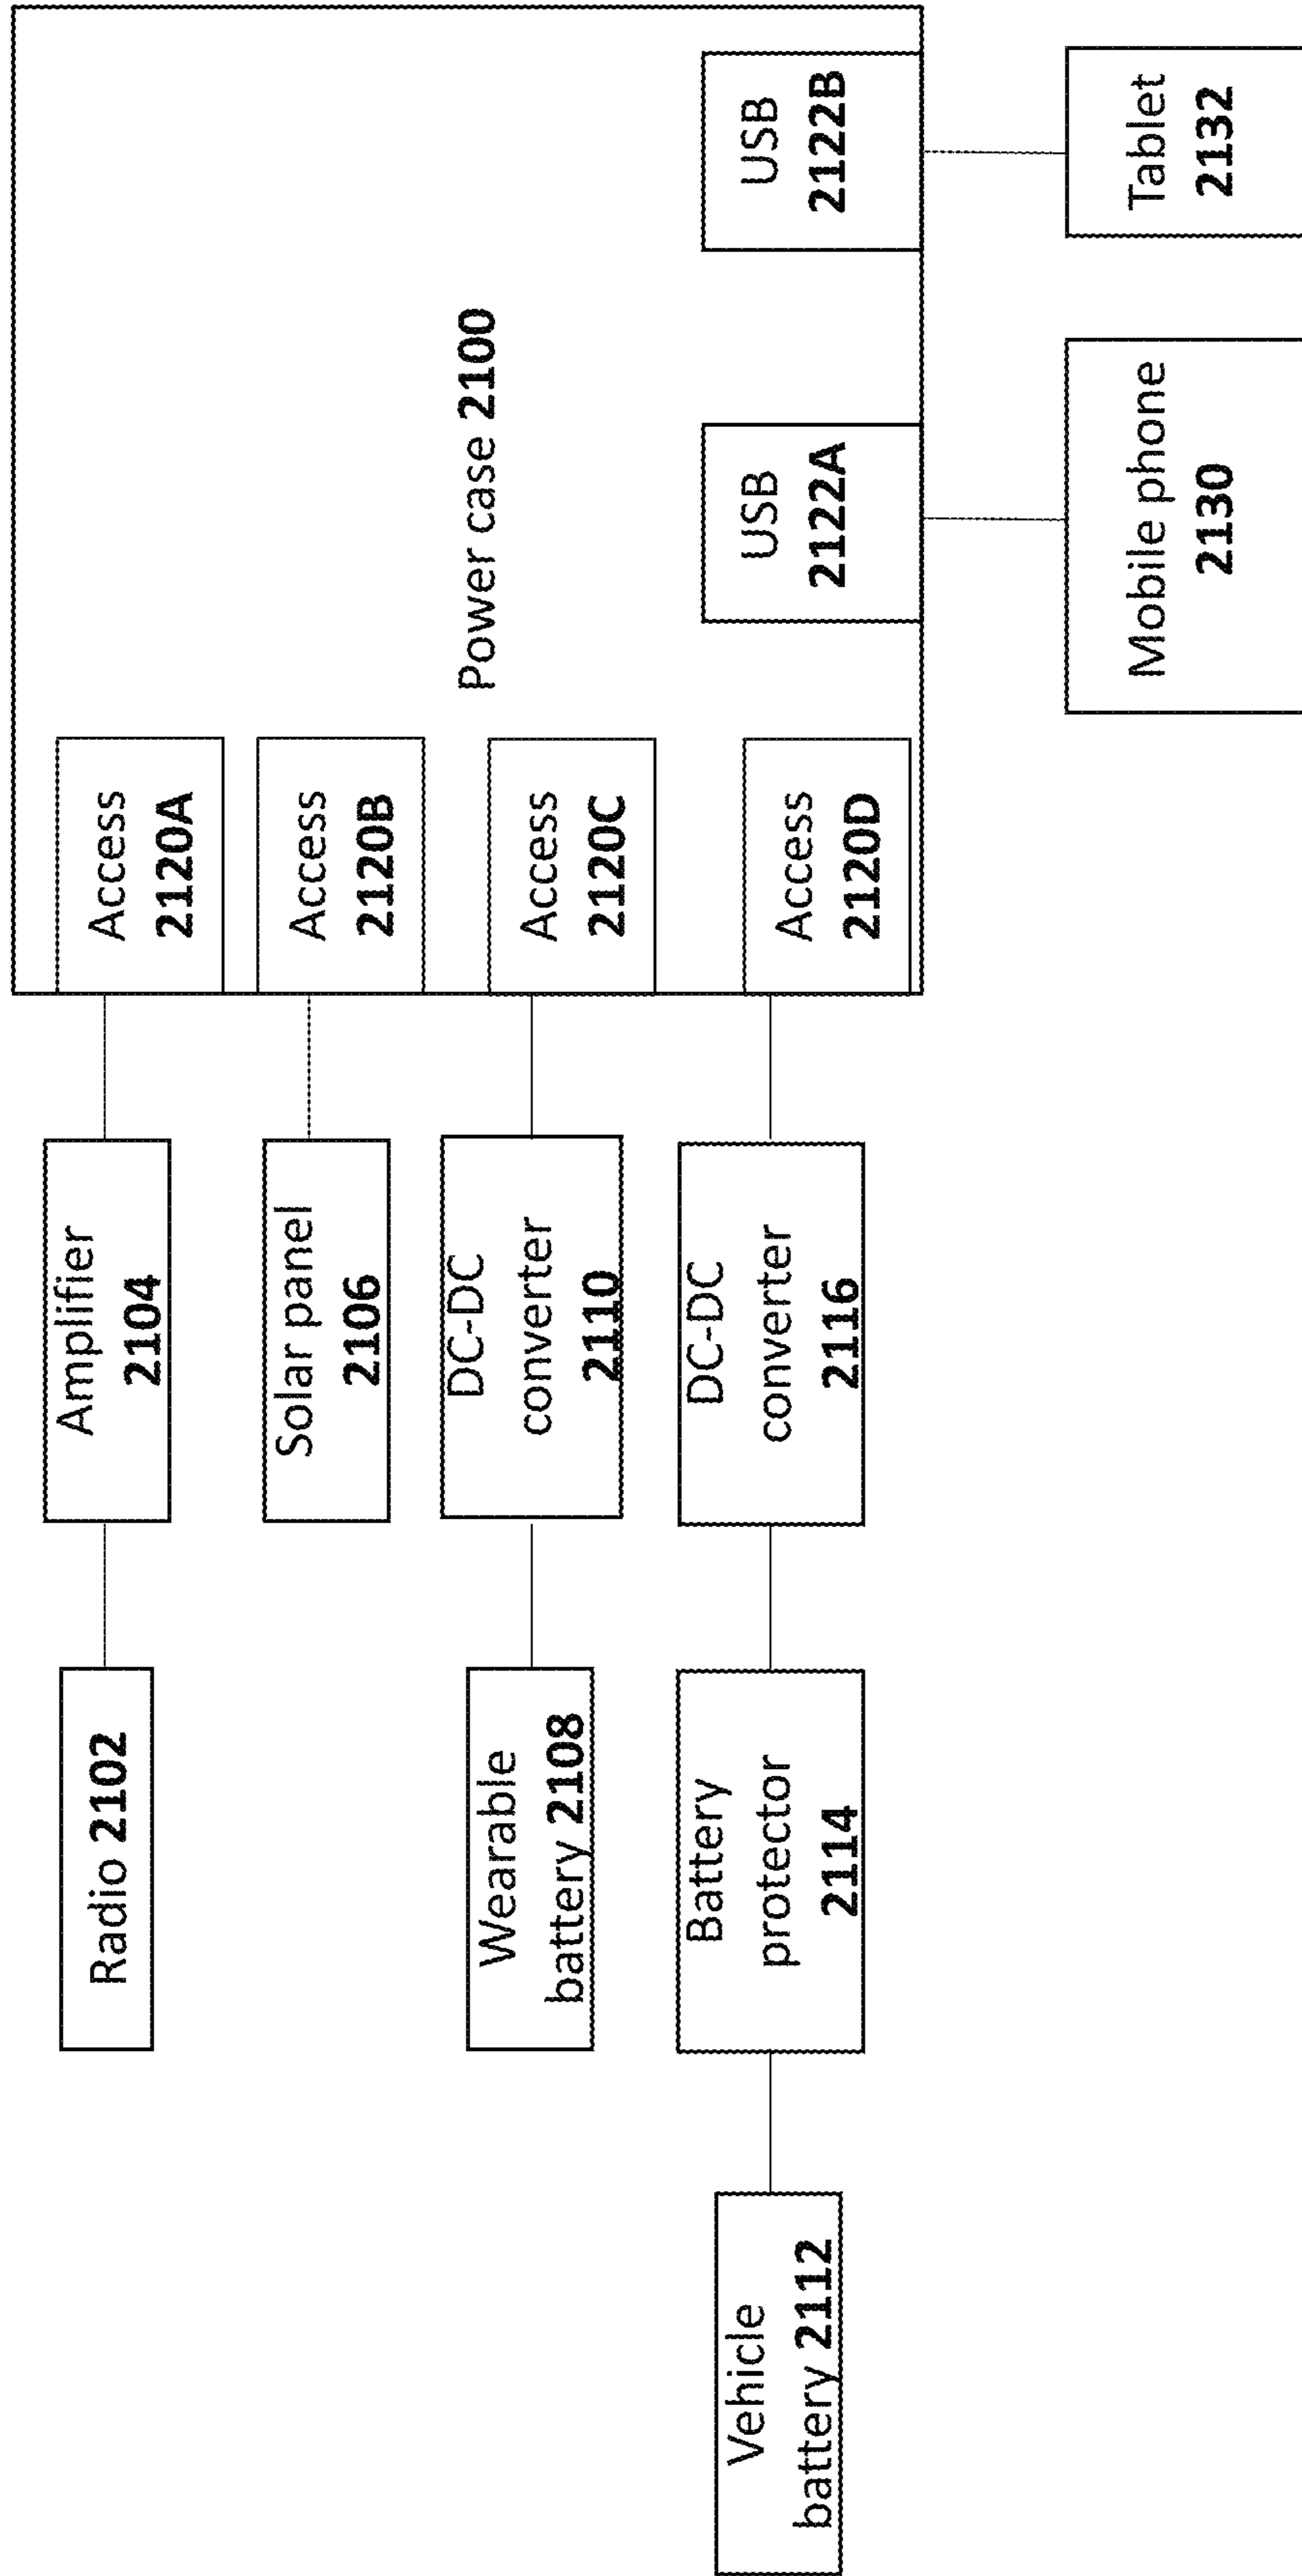 Radio 2102
Amplifier
2104
Access
2120A
Solar panel
2106
Access
2120B
Power case 2100
Wearable
battery 2108
DC-DC
converter
2110
Access
2120C
Vehicle
battery 2112
Battery
protector
2114
DC-DC
converter
2116
Access
2120D
USB
2122A
USB
2122B
Mobile phone
2130
Tablet
2132